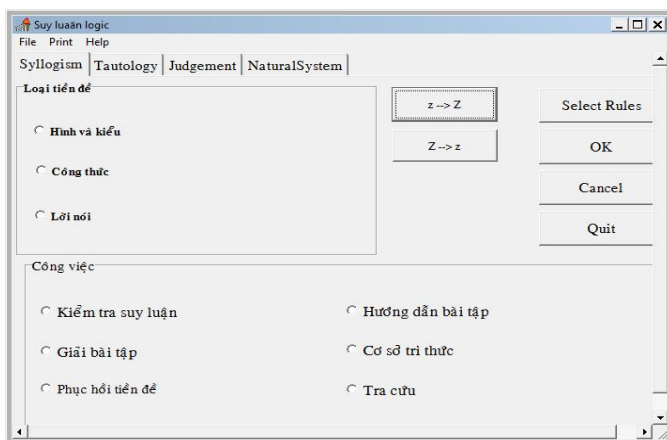 Suy luaän logic
File Print Help
Syllogism Tautology Judgement NaturalSystem
Loại tiền đề
Hình và kiểu
Công thức
Lời nói
z --> Z
Z --> z
Select Rules
OK
Cancel
Quit
Công việc
Kiểm tra suy luận
Hướng dẫn bài tập
Giải bài tập
Cơ sở tri thức
Phục hồi tiền đề
Tra cứu